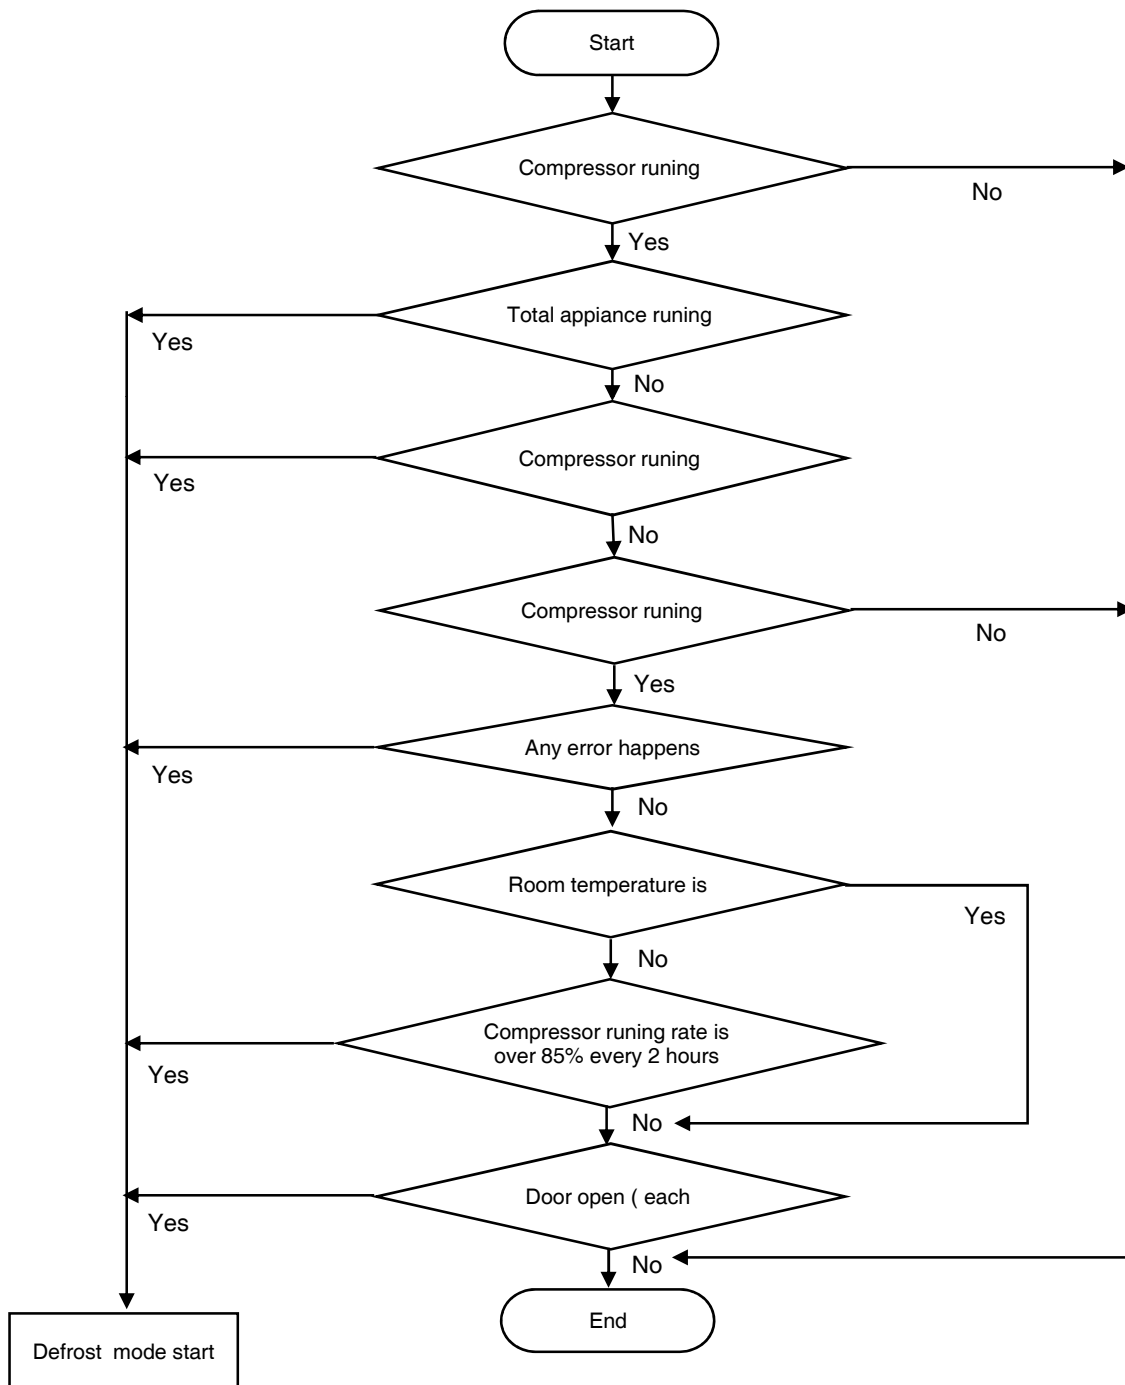 Start
Compressor runing
No
Yes
Total appiance runing
Yes
No
Compressor runing
Yes
No
Compressor runing
No
Yes
Any error happens
Yes
No
Room temperature is
Yes
No
Compressor runing rate is
over 85% every 2 hours
Yes
No
Door open ( each
Yes
No
End
Defrost mode start